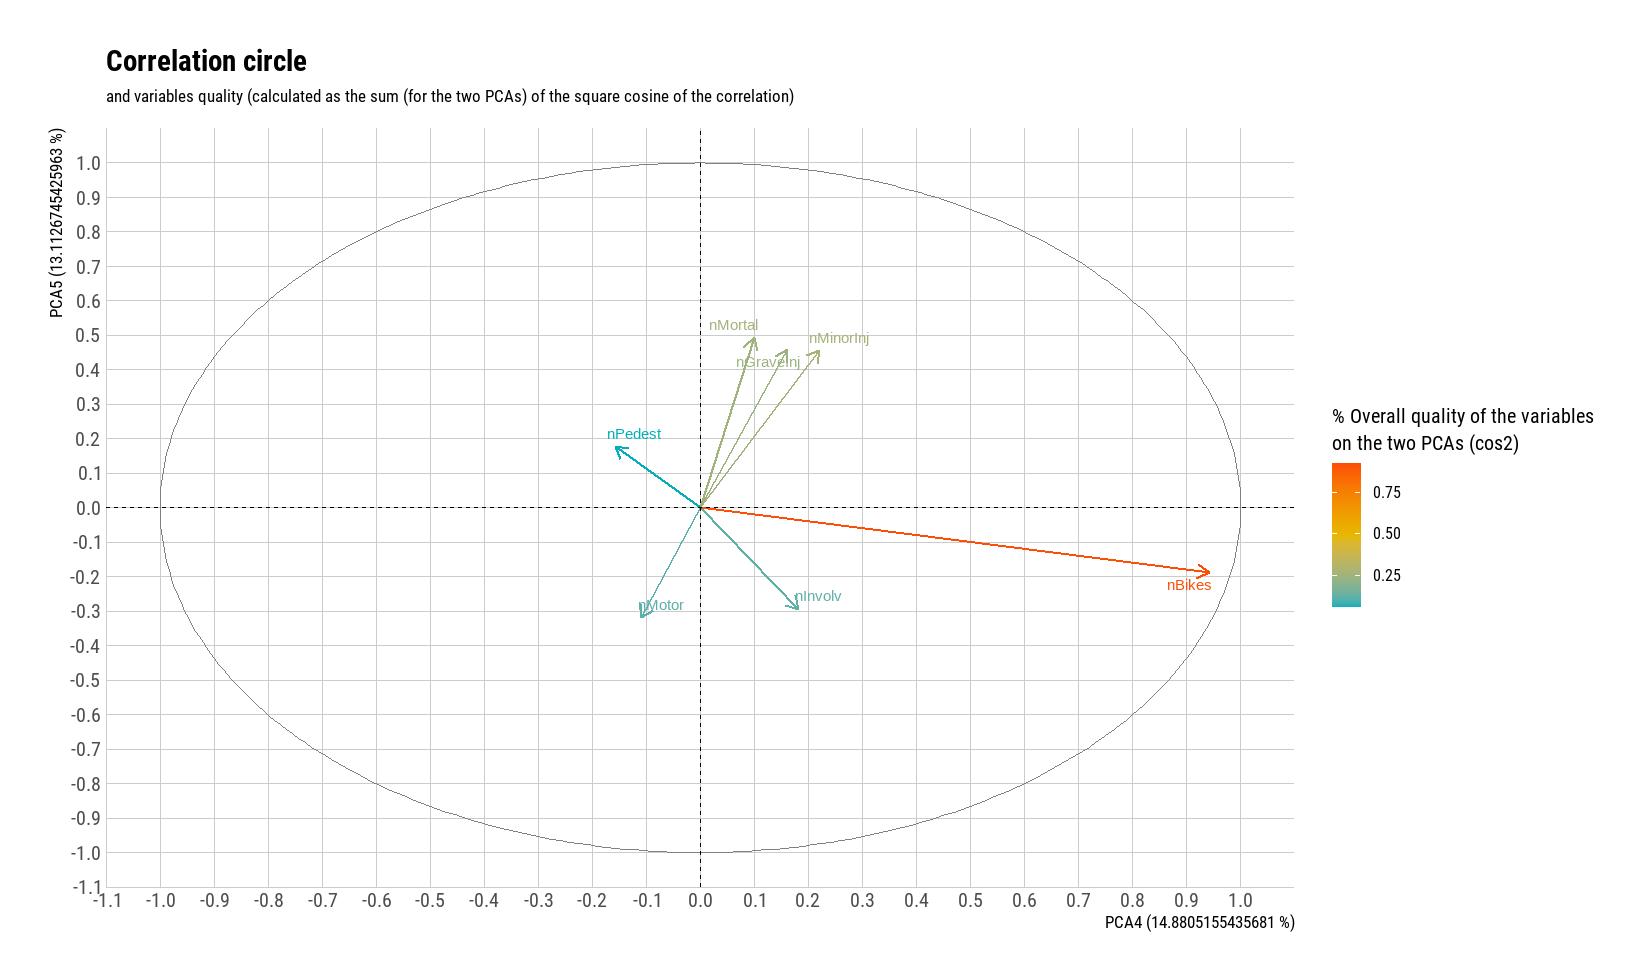 Correlation circle
and variables quality (calculated as the sum (for the two PCAs) of the square cosine of the correlation)
PCA5 (13.1126745425963 %)
1.0
0.9
0.8
0.7
0.6
0.5
0.4
0.3
0.2
0.1
0.0
-0.1
-0.2
-0.3
-0.4
-0.5
-0.6
-0.7
-0.8
-0.9
-1.0
-1.1
nMortal
nMinorInj
nGraveInj
nPedest
nBikes
nInvolv
nMotor
-1.1 -1.0 -0.9 -0.8 -0.7 -0.6 -0.5 -0.4 -0.3 -0.2 -0.1 0.0 0.1 0.2 0.3 0.4 0.5 0.6 0.7 0.8 0.9 1.0
PCA4 (14.8805155435681 %)
% Overall quality of the variables
on the two PCAs (cos2)
0.75
0.50
0.25